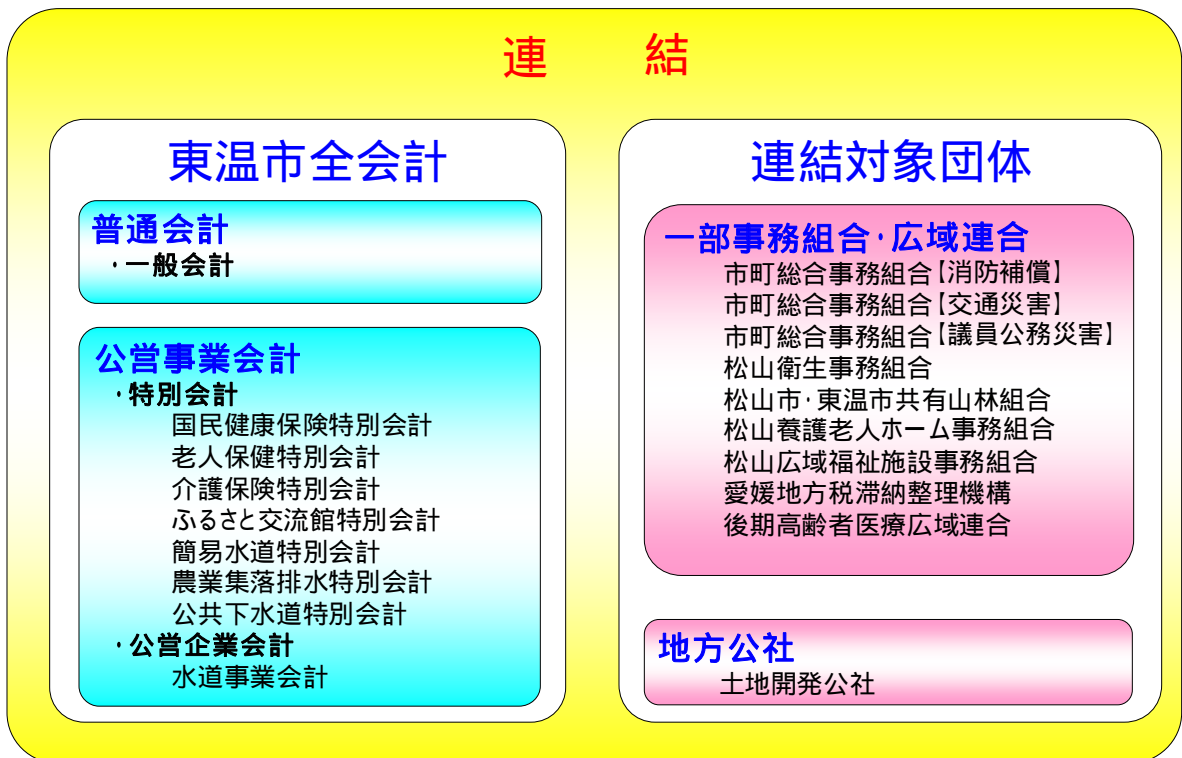 連　結
東温市全会計
普通会計
・一般会計
公営事業会計
・特別会計
国民健康保険特別会計
老人保健特別会計
介護保険特別会計
ふるさと交流館特別会計
簡易水道特別会計
農業集落排水特別会計
公共下水道特別会計
・公営企業会計
水道事業会計
連結対象団体
一部事務組合・広域連合
市町総合事務組合【消防補償】
市町総合事務組合【交通災害】
市町総合事務組合【議員公務災害】
松山衛生事務組合
松山市・東温市共有山林組合
松山養護老人ホーム事務組合
松山広域福祉施設事務組合
愛媛地方税滞納整理機構
後期高齢者医療広域連合
地方公社
土地開発公社